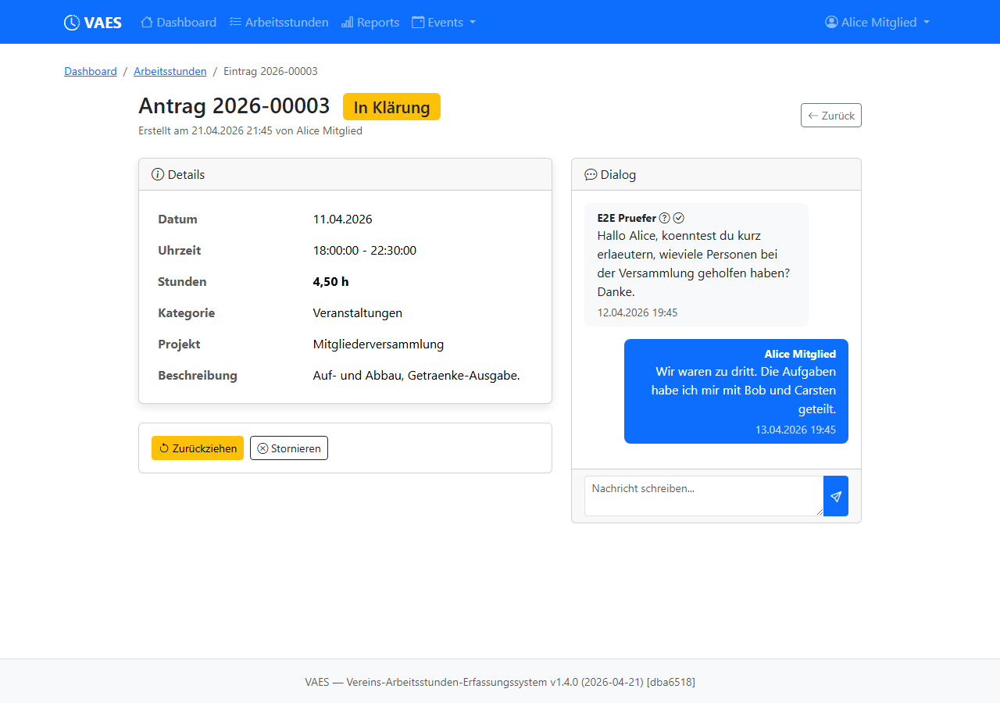 VAES Dashboard Arbeitsstunden Reports Events Alice Mitglied
Dashboard / Arbeitsstunden / Eintrag 2026-00003
Antrag 2026-00003 In Klärung
Erstellt am 21.04.2026 21:45 von Alice Mitglied
Zurück
Details
Datum 11.04.2026
Uhrzeit 18:00:00 - 22:30:00
Stunden 4,50 h
Kategorie Veranstaltungen
Projekt Mitgliederversammlung
Beschreibung Auf- und Abbau, Getraenke-Ausgabe.
Zurückziehen Stornieren
Dialog
E2E Pruefer
Hallo Alice, koenntest du kurz
erlaeutern, wieviele Personen bei
der Versammlung geholfen haben?
Danke.
12.04.2026 19:45
Alice Mitglied
Wir waren zu dritt. Die Aufgaben
habe ich mir mit Bob und Carsten
geteilt.
13.04.2026 19:45
Nachricht schreiben...
VAES — Vereins-Arbeitsstunden-Erfassungssystem v1.4.0 (2026-04-21) [dba6518]